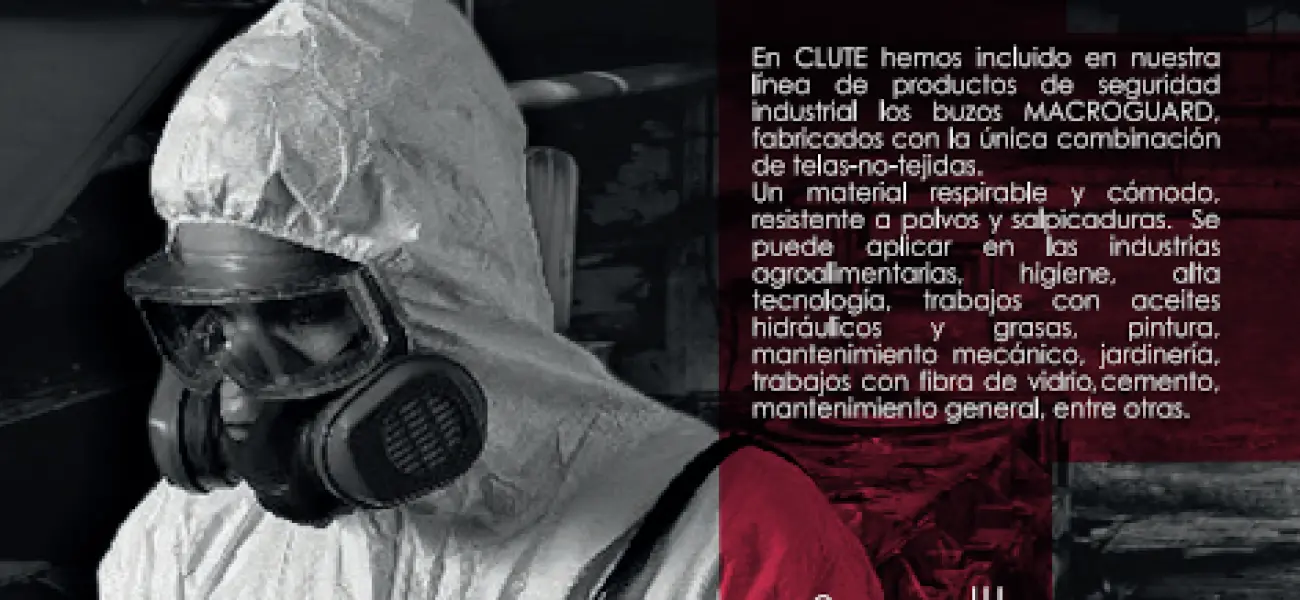 En CLUTE hemos incluido en nuestra
línea de productos de seguridad
industrial los buzos MACROGUARD,
fabricados con la única combinación
de telas-no-tejidas.
Un material respirable y cómodo,
resistente a polvos y salpicaduras. Se
puede aplicar en las industrias
agroalimentarias, higiene, alta
tecnología, trabajos con aceites
hidráulicos y grasas, pintura,
mantenimiento mecánico, jardinería,
trabajos con fibra de vidrio,cemento,
mantenimiento general, entre otras.